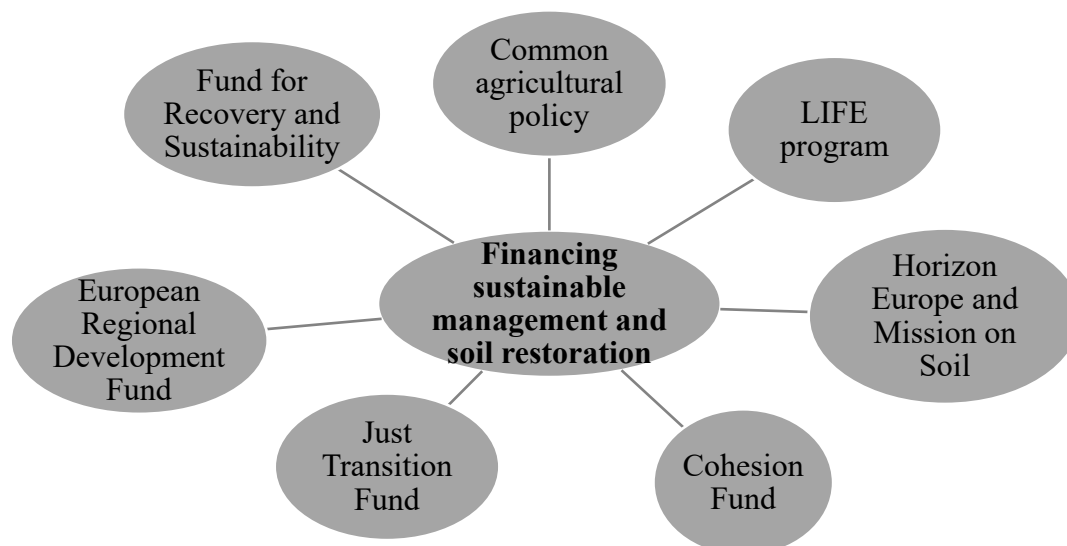 Common
agricultural
policy
Fund for
Recovery and
Sustainability
LIFE
program
Financing
sustainable
management and
soil restoration
Horizon
Europe and
Mission on
Soil
European
Regional
Development
Fund
Just
Transition
Fund
Cohesion
Fund